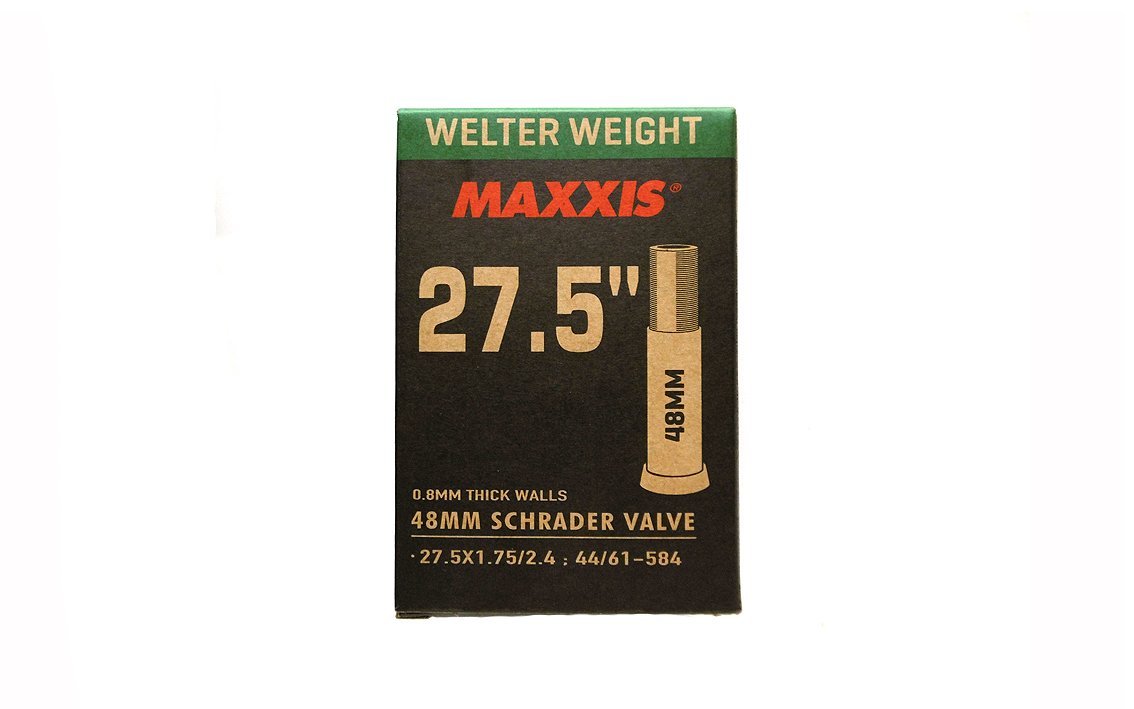 WELTER WEIGHT
MAXXIS®
27.5"
48MM
0.8MM THICK WALLS
48MM SCHRADER VALVE
·27.5X1.75/2.4 ; 44/61-584